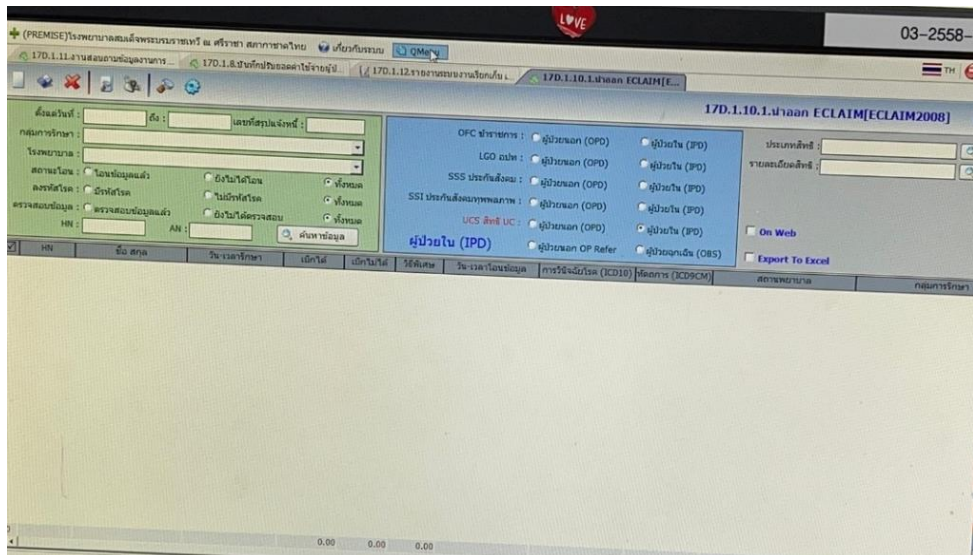 LOVE
03-2558-
(PREMISE)โรงพยาบาลสมเด็จพระบรมราชเทวี ณ ศรีราชา สภากาชาดไทย เกี่ยวกับระบบ QMenu
17D.1.11.งานสอบถามข้อมูลงานการ... 17D.1.8.บันทึกปรับยอดค่าใช้จ่ายผู้ป่... 17D.1.12.รายงานระบบงานเรียกเก็บ เ... 17D.1.10.1.นำออก ECLAIM[E...
TH
17D.1.10.1.นำออก ECLAIM[ECLAIM2008]
ตั้งแต่วันที่ : ถึง : เลขที่สรุปแจ้งหนี้ :
กลุ่มการรักษา :
โรงพยาบาล :
สถานะโอน : โอนข้อมูลแล้ว ยังไม่ได้โอน ทั้งหมด
ลงรหัสโรค : มีรหัสโรค ไม่มีรหัสโรค ทั้งหมด
ตรวจสอบข้อมูล : ตรวจสอบข้อมูลแล้ว ยังไม่ได้ตรวจสอบ ทั้งหมด
HN : AN : ค้นหาข้อมูล
OFC ข้าราชการ : ผู้ป่วยนอก (OPD) ผู้ป่วยใน (IPD)
LGO อปท : ผู้ป่วยนอก (OPD) ผู้ป่วยใน (IPD)
SSS ประกันสังคม : ผู้ป่วยนอก (OPD) ผู้ป่วยใน (IPD)
SSI ประกันสังคมทุพพลภาพ : ผู้ป่วยนอก (OPD) ผู้ป่วยใน (IPD)
UCS สิทธิ UC : ผู้ป่วยนอก (OPD) ผู้ป่วยใน (IPD)
ผู้ป่วยใน (IPD) ผู้ป่วยนอก OP Refer ผู้ป่วยฉุกเฉิน (OBS)
ประเภทสิทธิ :
รายละเอียดสิทธิ :
On Web
Export To Excel
HN ชื่อ สกุล วัน-เวลารักษา เบิกได้ เบิกไม่ได้ วิธีพิเศษ วัน-เวลาโอนข้อมูล การวินิจฉัยโรค (ICD10) หัตถการ (ICD9CM) สถานพยาบาล กลุ่มการรักษา
0.00 0.00 0.00